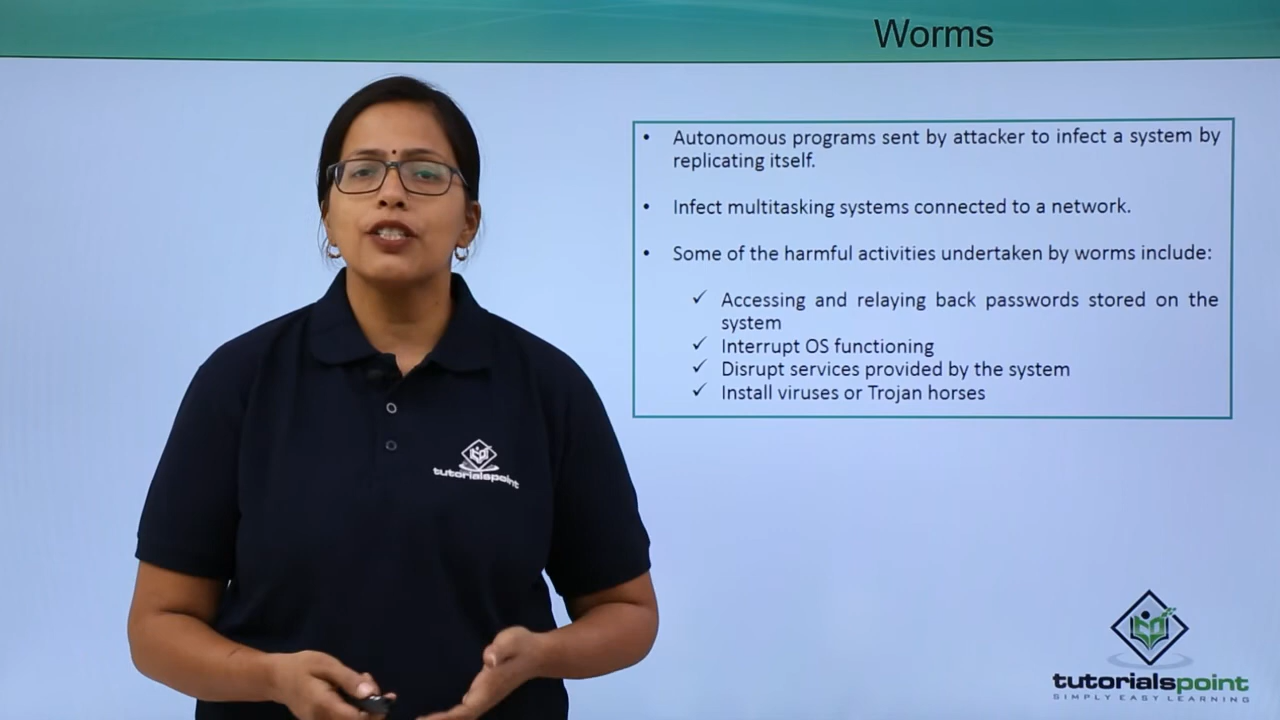 Worms
• Autonomous programs sent by attacker to infect a system by
replicating itself.
• Infect multitasking systems connected to a network.
• Some of the harmful activities undertaken by worms include:
✓ Accessing and relaying back passwords stored on the
system
✓ Interrupt OS functioning
✓ Disrupt services provided by the system
✓ Install viruses or Trojan horses
tutorialspoint
tutorialspoint
SIMPLY EASY LEARNING